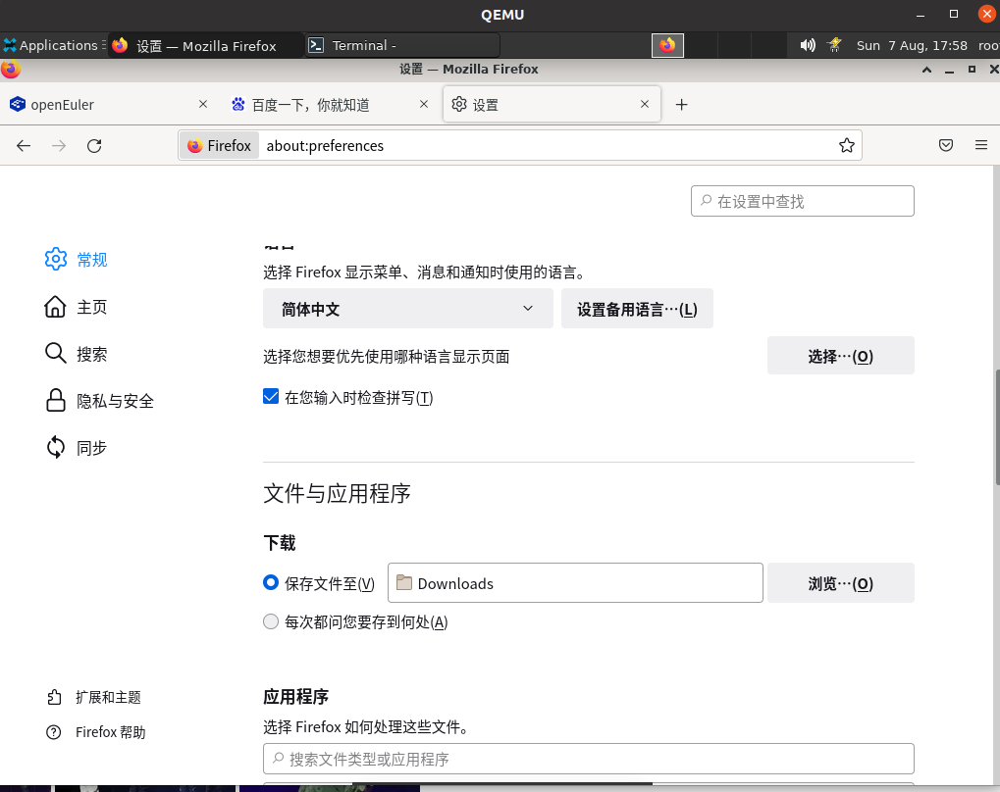 QEMU
Applications
设置 — Mozilla Firefox
Terminal -
Sun 7 Aug, 17:58
roo
设置 — Mozilla Firefox
openEuler
百度一下，你就知道
设置
Firefox
about:preferences
在设置中查找
常规
主页
搜索
隐私与安全
同步
扩展和主题
Firefox 帮助
语言
选择 Firefox 显示菜单、消息和通知时使用的语言。
简体中文
设置备用语言…(L)
选择您想要优先使用哪种语言显示页面
选择…(O)
在您输入时检查拼写(T)
文件与应用程序
下载
保存文件至(V)
Downloads
浏览…(O)
每次都问您要存到何处(A)
应用程序
选择 Firefox 如何处理这些文件。
搜索文件类型或应用程序